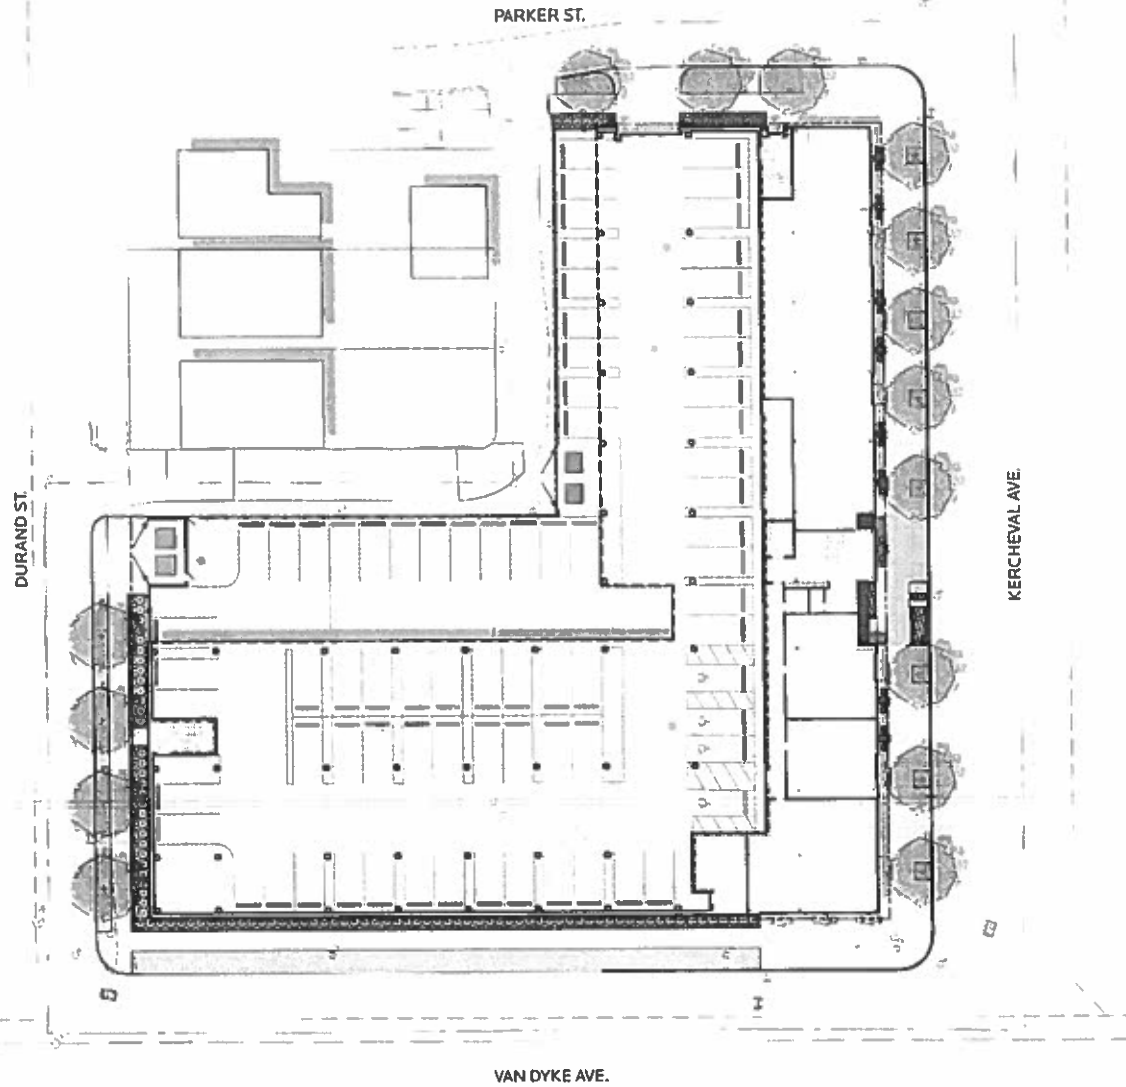 PARKER ST.
DURAND ST.
KERCHEVAL AVE.
VAN DYKE AVE.